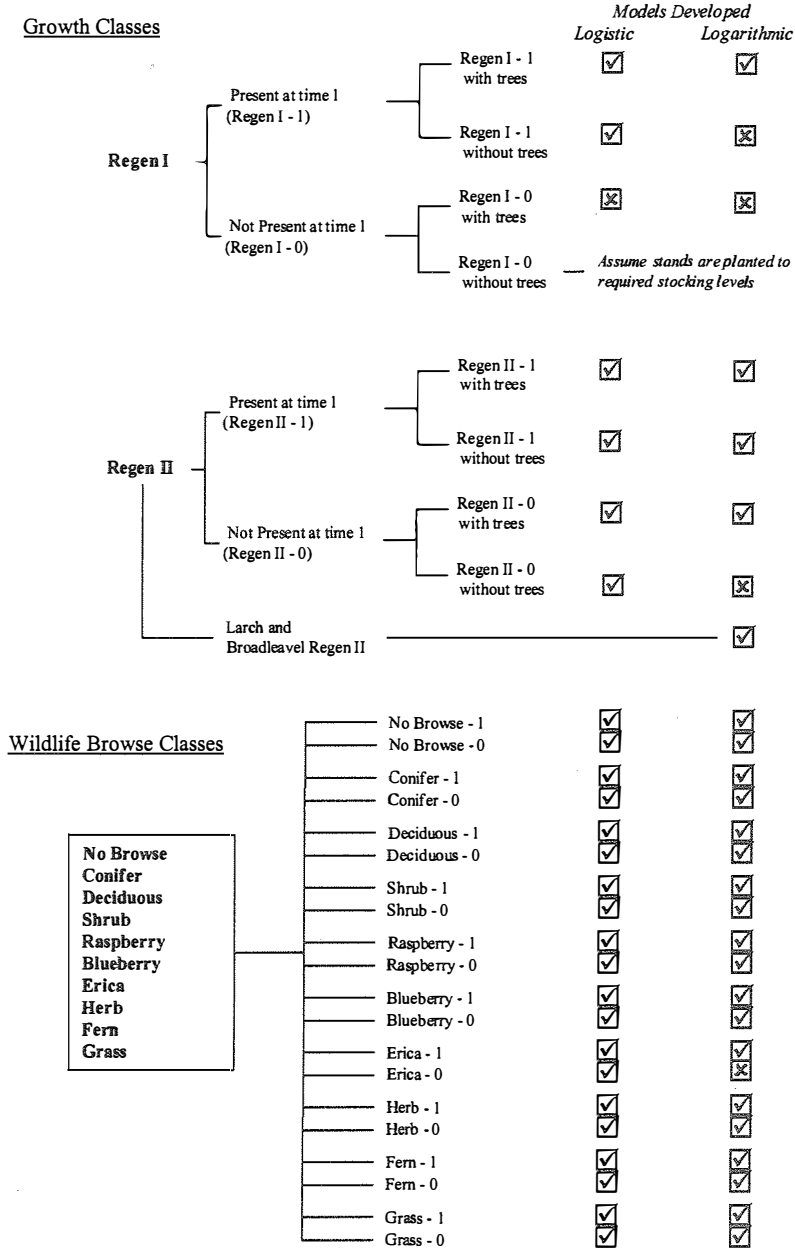 Growth Classes
Models Developed
Logistic Logarithmic
Regen I
Present at time 1
(Regen I - 1)
Regen I - 1
with trees
Regen I - 1
without trees
Not Present at time 1
(Regen I - 0)
Regen I - 0
with trees
Regen I - 0
without trees
Assume stands are planted to
required stocking levels
Regen II
Present at time 1
(Regen II - 1)
Regen II - 1
with trees
Regen II - 1
without trees
Not Present at time 1
(Regen II - 0)
Regen II - 0
with trees
Regen II - 0
without trees
Larch and
Broadleavel Regen II
Wildlife Browse Classes
No Browse
Conifer
Deciduous
Shrub
Raspberry
Blueberry
Erica
Herb
Fern
Grass
No Browse - 1
No Browse - 0
Conifer - 1
Conifer - 0
Deciduous - 1
Deciduous - 0
Shrub - 1
Shrub - 0
Raspberry - 1
Raspberry - 0
Blueberry - 1
Blueberry - 0
Erica - 1
Erica - 0
Herb - 1
Herb - 0
Fern - 1
Fern - 0
Grass - 1
Grass - 0